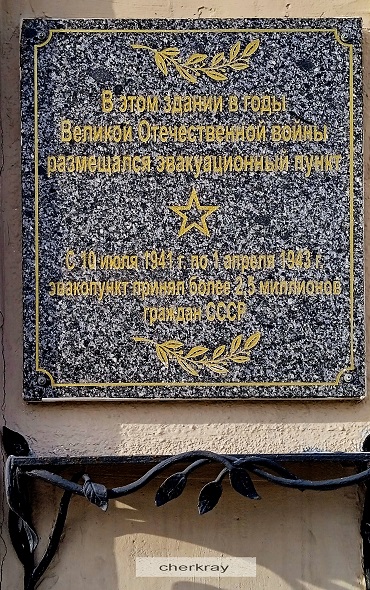 В этом здании в годы
Великой Отечественной войны
размещался эвакуационный пункт
С 10 июля 1941 г. по 1 апреля 1943 г.
эвакопункт принял более 2,5 миллионов
граждан СССР
cherkray